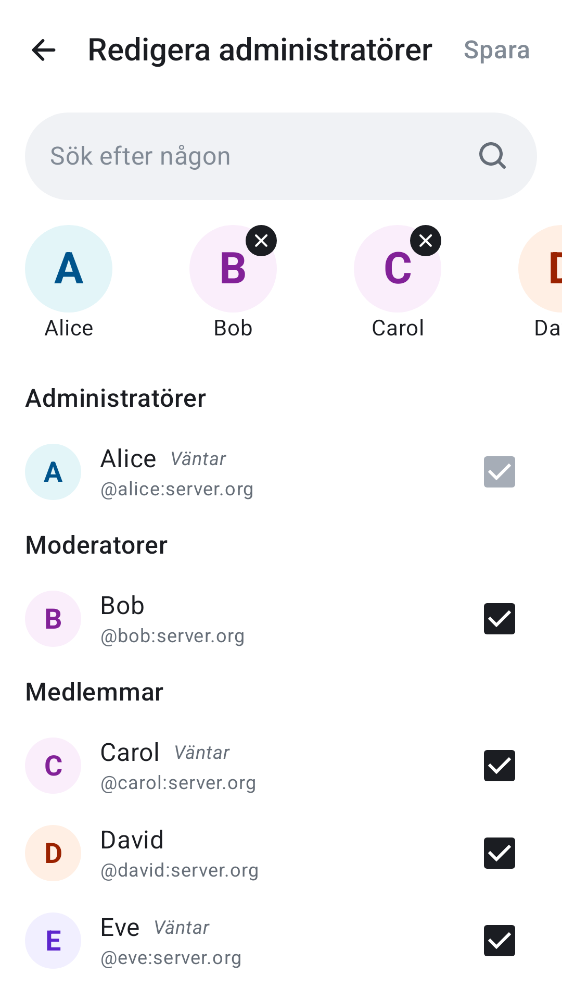 Redigera administratörer Spara
Sök efter någon
A B C D
Alice Bob Carol Da
Administratörer
A Alice Väntar
@alice:server.org
Moderatorer
B Bob
@bob:server.org
Medlemmar
C Carol Väntar
@carol:server.org
D David
@david:server.org
E Eve Väntar
@eve:server.org